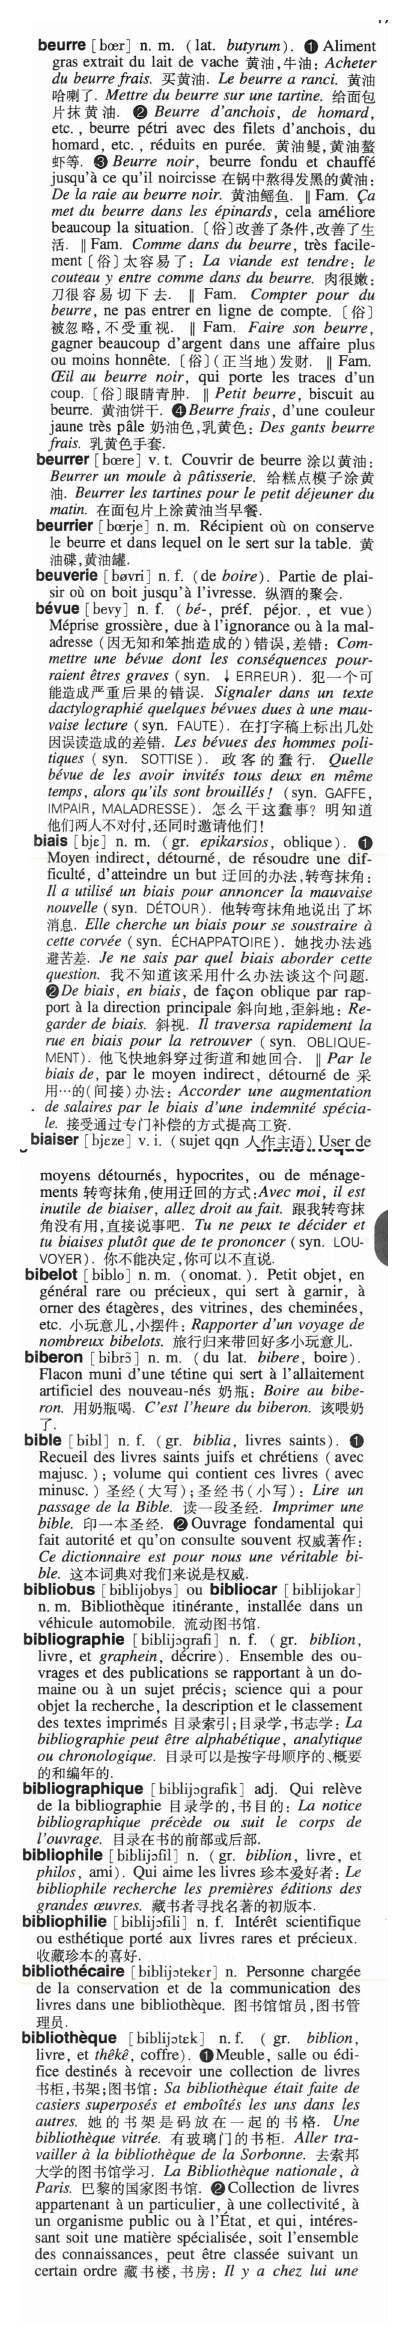 beurre [bœr] n. m. (lat. butyrum). ❶ Aliment
gras extrait du lait de vache 黄油,牛油: Acheter
du beurre frais. 买黄油. Le beurre a ranci. 黄油
哈喇了. Mettre du beurre sur une tartine. 给面包
片抹黄油. ❷ Beurre d'anchois, de homard,
etc., beurre pétri avec des filets d'anchois, du
homard, etc., réduits en purée. 黄油鳀,黄油螯
虾等. ❸ Beurre noir, beurre fondu et chauffé
jusqu'à ce qu'il noircisse 在锅中熬得发黑的黄油:
De la raie au beurre noir. 黄油鳐鱼. ‖ Fam. Ça
met du beurre dans les épinards, cela améliore
beaucoup la situation. 〔俗〕改善了条件,改善了生
活. ‖ Fam. Comme dans du beurre, très facile-
ment〔俗〕太容易了: La viande est tendre: le
couteau y entre comme dans du beurre. 肉很嫩:
刀很容易切下去. ‖ Fam. Compter pour du
beurre, ne pas entrer en ligne de compte. 〔俗〕
被忽略,不受重视. ‖ Fam. Faire son beurre,
gagner beaucoup d'argent dans une affaire plus
ou moins honnête. 〔俗〕(正当地)发财. ‖ Fam.
Œil au beurre noir, qui porte les traces d'un
coup. 〔俗〕眼睛青肿. ‖ Petit beurre, biscuit au
beurre. 黄油饼干. ❹ Beurre frais, d'une couleur
jaune très pâle 奶油色,乳黄色: Des gants beurre
frais. 乳黄色手套.
beurrer [bœre] v. t. Couvrir de beurre 涂以黄油:
Beurrer un moule à pâtisserie. 给糕点模子涂黄
油. Beurrer les tartines pour le petit déjeuner du
matin. 在面包片上涂黄油当早餐.
beurrier [bœrje] n. m. Récipient où on conserve
le beurre et dans lequel on le sert sur la table. 黄
油碟,黄油罐.
beuverie [bøvri] n. f. (de boire). Partie de plai-
sir où on boit jusqu'à l'ivresse. 纵酒的聚会.
bévue [bevy] n. f. (bé-, préf. péjor., et vue)
Méprise grossière, due à l'ignorance ou à la mal-
adresse (因无知和笨拙造成的)错误,差错: Com-
mettre une bévue dont les conséquences pour-
raient êtres graves (syn. ↓ ERREUR). 犯一个可
能造成严重后果的错误. Signaler dans un texte
dactylographié quelques bévues dues à une mau-
vaise lecture (syn. FAUTE). 在打字稿上标出几处
因误读造成的差错. Les bévues des hommes poli-
tiques (syn. SOTTISE). 政客的蠢行. Quelle
bévue de les avoir invités tous deux en même
temps, alors qu'ils sont brouillés! (syn. GAFFE,
IMPAIR, MALADRESSE). 怎么干这蠢事? 明知道
他们两人不对付,还同时邀请他们!
biais [bjɛ] n. m. (gr. epikarsios, oblique). ❶
Moyen indirect, détourné, de résoudre une dif-
ficulté, d'atteindre un but 迂回的办法,转弯抹角:
Il a utilisé un biais pour annoncer la mauvaise
nouvelle (syn. DÉTOUR). 他转弯抹角地说出了坏
消息. Elle cherche un biais pour se soustraire à
cette corvée (syn. ÉCHAPPATOIRE). 她找办法逃
避苦差. Je ne sais par quel biais aborder cette
question. 我不知道该采用什么办法谈这个问题.
❷ De biais, en biais, de façon oblique par rap-
port à la direction principale 斜向地,歪斜地: Re-
garder de biais. 斜视. Il traversa rapidement la
rue en biais pour la retrouver (syn. OBLIQUE-
MENT). 他飞快地斜穿过街道和她回合. ‖ Par le
biais de, par le moyen indirect, détourné de 采
用…的(间接)办法: Accorder une augmentation
de salaires par le biais d'une indemnité spécia-
le. 接受通过专门补偿的方式提高工资.
biaiser [bjɛze] v. i. (sujet qqn 人作主语) User de
moyens détournés, hypocrites, ou de ménage-
ments 转弯抹角,使用迂回的方式: Avec moi, il est
inutile de biaiser, allez droit au fait. 跟我转弯抹
角没有用,直接说事吧. Tu ne peux te décider et
tu biaises plutôt que de te prononcer (syn. LOU-
VOYER). 你不能决定,你可以不直说.
bibelot [biblo] n. m. (onomat.). Petit objet, en
général rare ou précieux, qui sert à garnir, à
orner des étagères, des vitrines, des cheminées,
etc. 小玩意儿,小摆件: Rapporter d'un voyage de
nombreux bibelots. 旅行归来带回好多小玩意儿.
biberon [bibrɔ̃] n. m. (du lat. bibere, boire).
Flacon muni d'une tétine qui sert à l'allaitement
artificiel des nouveau-nés 奶瓶: Boire au bibe-
ron. 用奶瓶喝. C'est l'heure du biberon. 该喂奶
了.
bible [bibl] n. f. (gr. biblia, livres saints). ❶
Recueil des livres saints juifs et chrétiens (avec
majusc.); volume qui contient ces livres (avec
minusc.) 圣经(大写);圣经书(小写): Lire un
passage de la Bible. 读一段圣经. Imprimer une
bible. 印一本圣经. ❷ Ouvrage fondamental qui
fait autorité et qu'on consulte souvent 权威著作:
Ce dictionnaire est pour nous une véritable bi-
ble. 这本词典对我们来说是权威.
bibliobus [biblijobys] ou bibliocar [biblijokar]
n. m. Bibliothèque itinérante, installée dans un
véhicule automobile. 流动图书馆.
bibliographie [biblijɔgrafi] n. f. (gr. biblion,
livre, et graphein, décrire). Ensemble des ou-
vrages et des publications se rapportant à un do-
maine ou à un sujet précis; science qui a pour
objet la recherche, la description et le classement
des textes imprimés 目录索引;目录学,书志学: La
bibliographie peut être alphabétique, analytique
ou chronologique. 目录可以是按字母顺序的、概要
的和编年的.
bibliographique [biblijɔgrafik] adj. Qui relève
de la bibliographie 目录学的,书目的: La notice
bibliographique précède ou suit le corps de
l'ouvrage. 目录在书的前部或后部.
bibliophile [biblijɔfil] n. (gr. biblion, livre, et
philos, ami). Qui aime les livres 珍本爱好者: Le
bibliophile recherche les premières éditions des
grandes œuvres. 藏书者寻找名著的初版本.
bibliophilie [biblijɔfili] n. f. Intérêt scientifique
ou esthétique porté aux livres rares et précieux.
收藏珍本的喜好.
bibliothécaire [biblijɔtekɛr] n. Personne chargée
de la conservation et de la communication des
livres dans une bibliothèque. 图书馆馆员,图书管
理员.
bibliothèque [biblijɔtɛk] n. f. (gr. biblion,
livre, et thêkê, coffre). ❶ Meuble, salle ou édi-
fice destinés à recevoir une collection de livres
书柜,书架;图书馆: Sa bibliothèque était faite de
casiers superposés et emboîtés les uns dans les
autres. 她的书架是码放在一起的书格. Une
bibliothèque vitrée. 有玻璃门的书柜. Aller tra-
vailler à la bibliothèque de la Sorbonne. 去索邦
大学的图书馆学习. La Bibliothèque nationale, à
Paris. 巴黎的国家图书馆. ❷ Collection de livres
appartenant à un particulier, à une collectivité, à
un organisme public ou à l'État, et qui, intéres-
sant soit une matière spécialisée, soit l'ensemble
des connaissances, peut être classée suivant un
certain ordre 藏书楼,书房: Il y a chez lui une